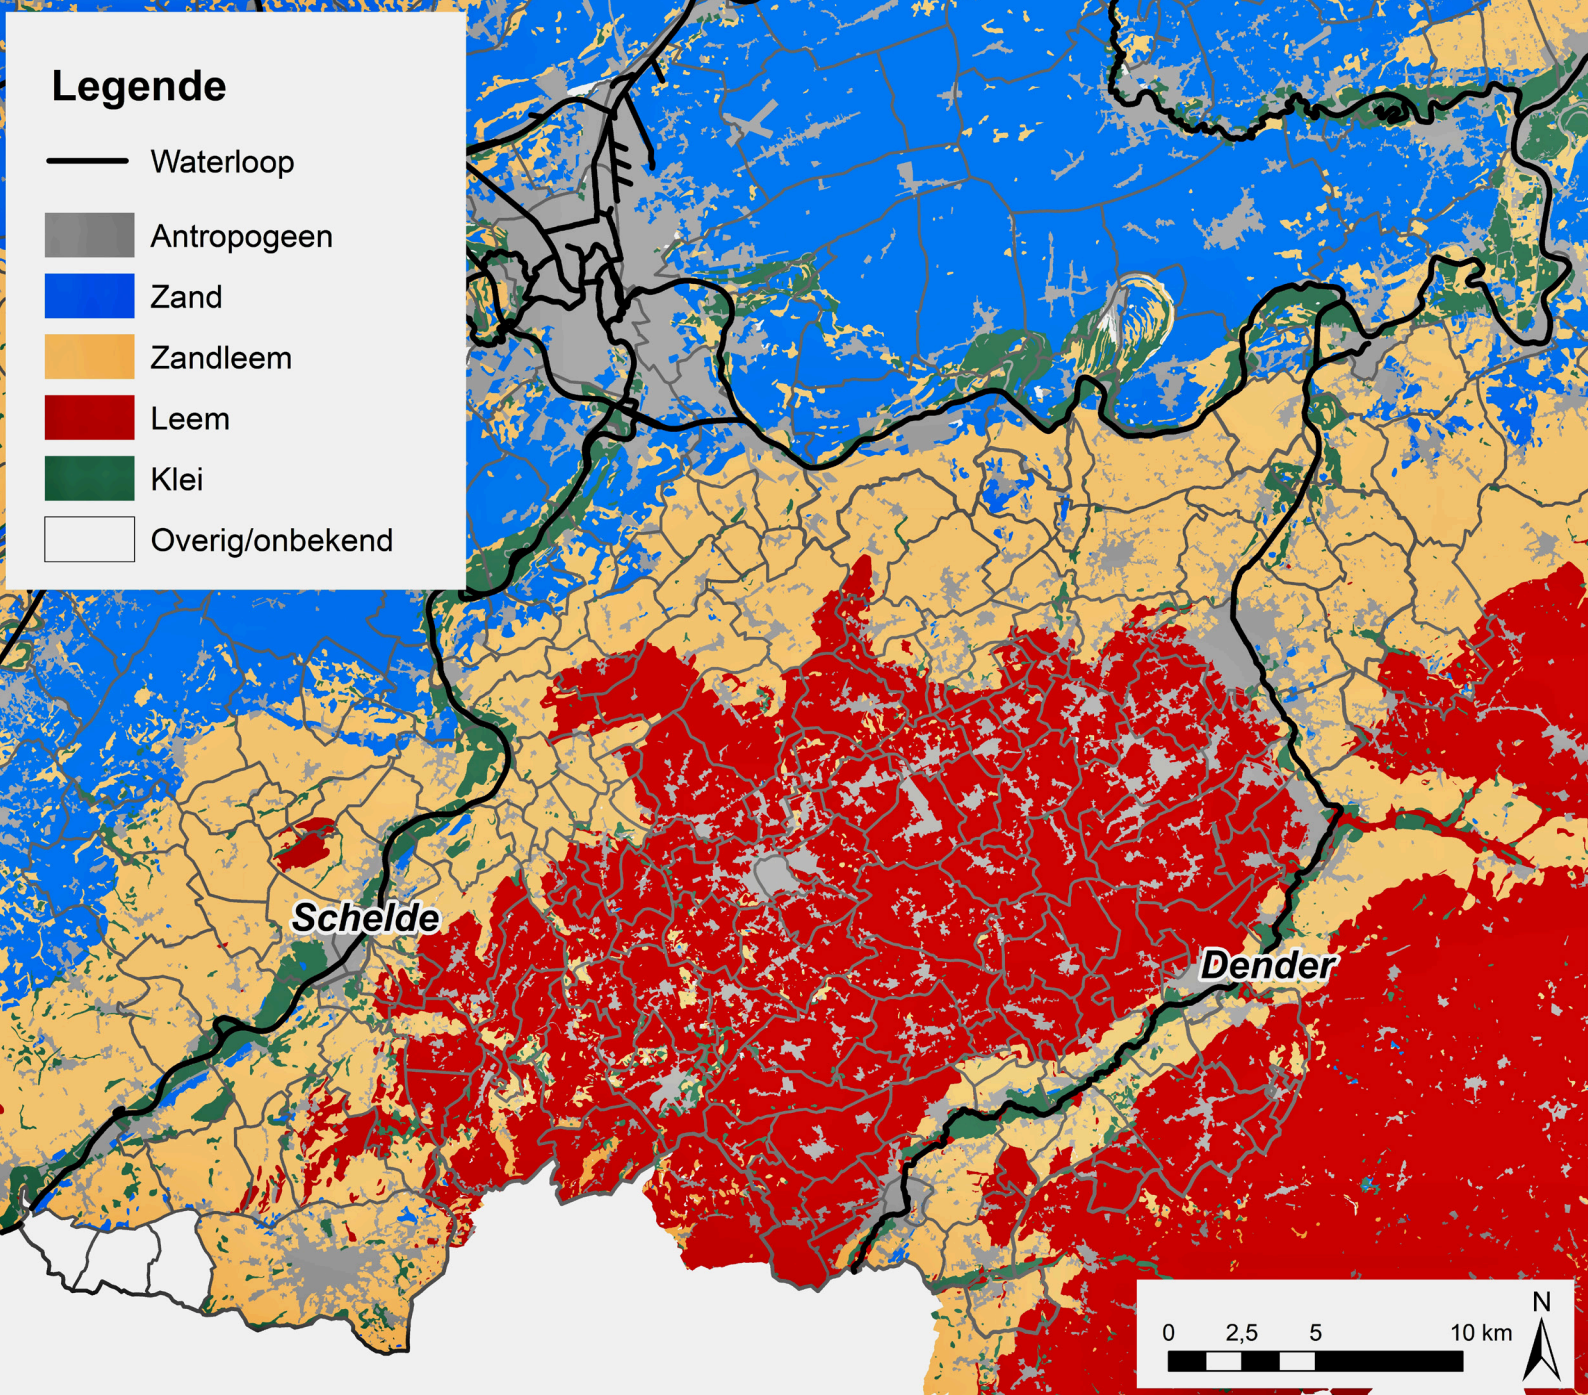 Legende
Waterloop
Antropogeen
Zand
Zandleem
Leem
Klei
Overig/onbekend
Schelde
Dender
N
0 2,5 5 10 km